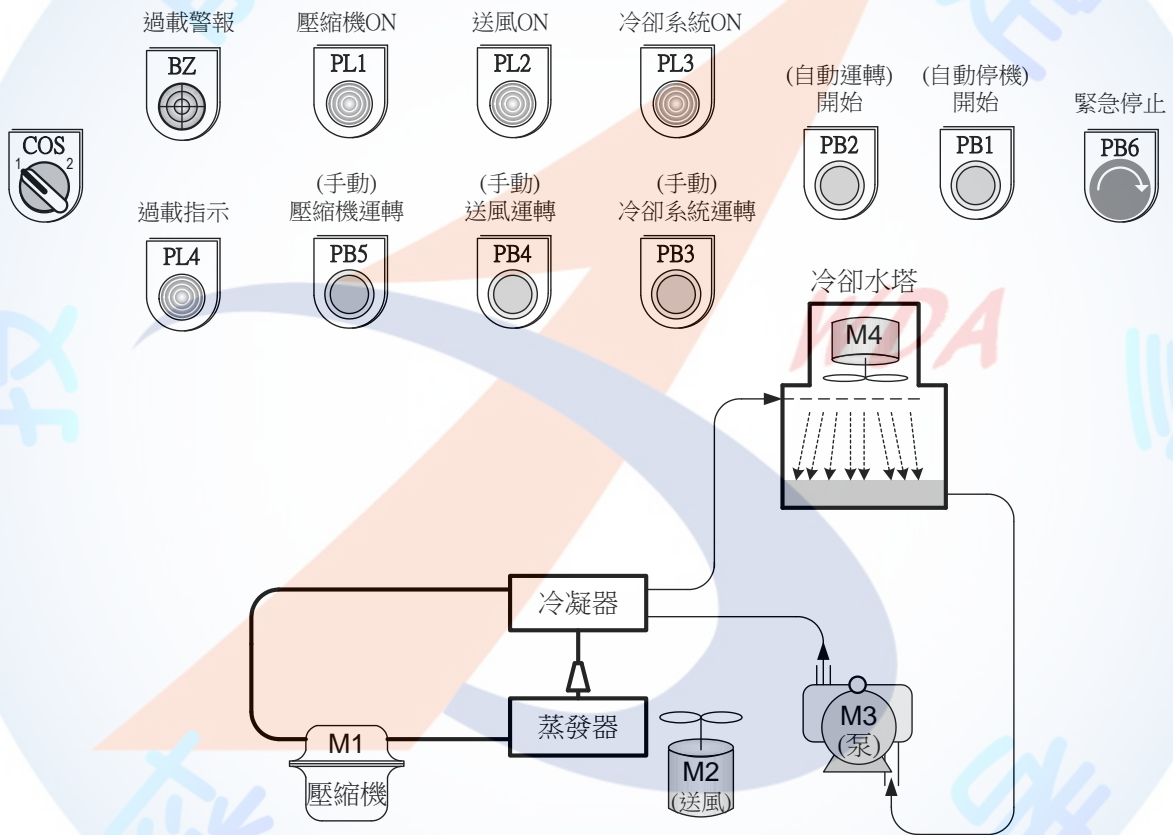 過載警報
壓縮機ON
送風ON
冷卻系統ON
BZ
PL1
PL2
PL3
(自動運轉)
開始
(自動停機)
開始
緊急停止
COS
1
2
PB2
PB1
PB6
過載指示
(手動)
壓縮機運轉
(手動)
送風運轉
(手動)
冷卻系統運轉
PL4
PB5
PB4
PB3
冷卻水塔
WDA
M4
冷凝器
蒸發器
M1
壓縮機
M2
(送風)
M3
(泵)